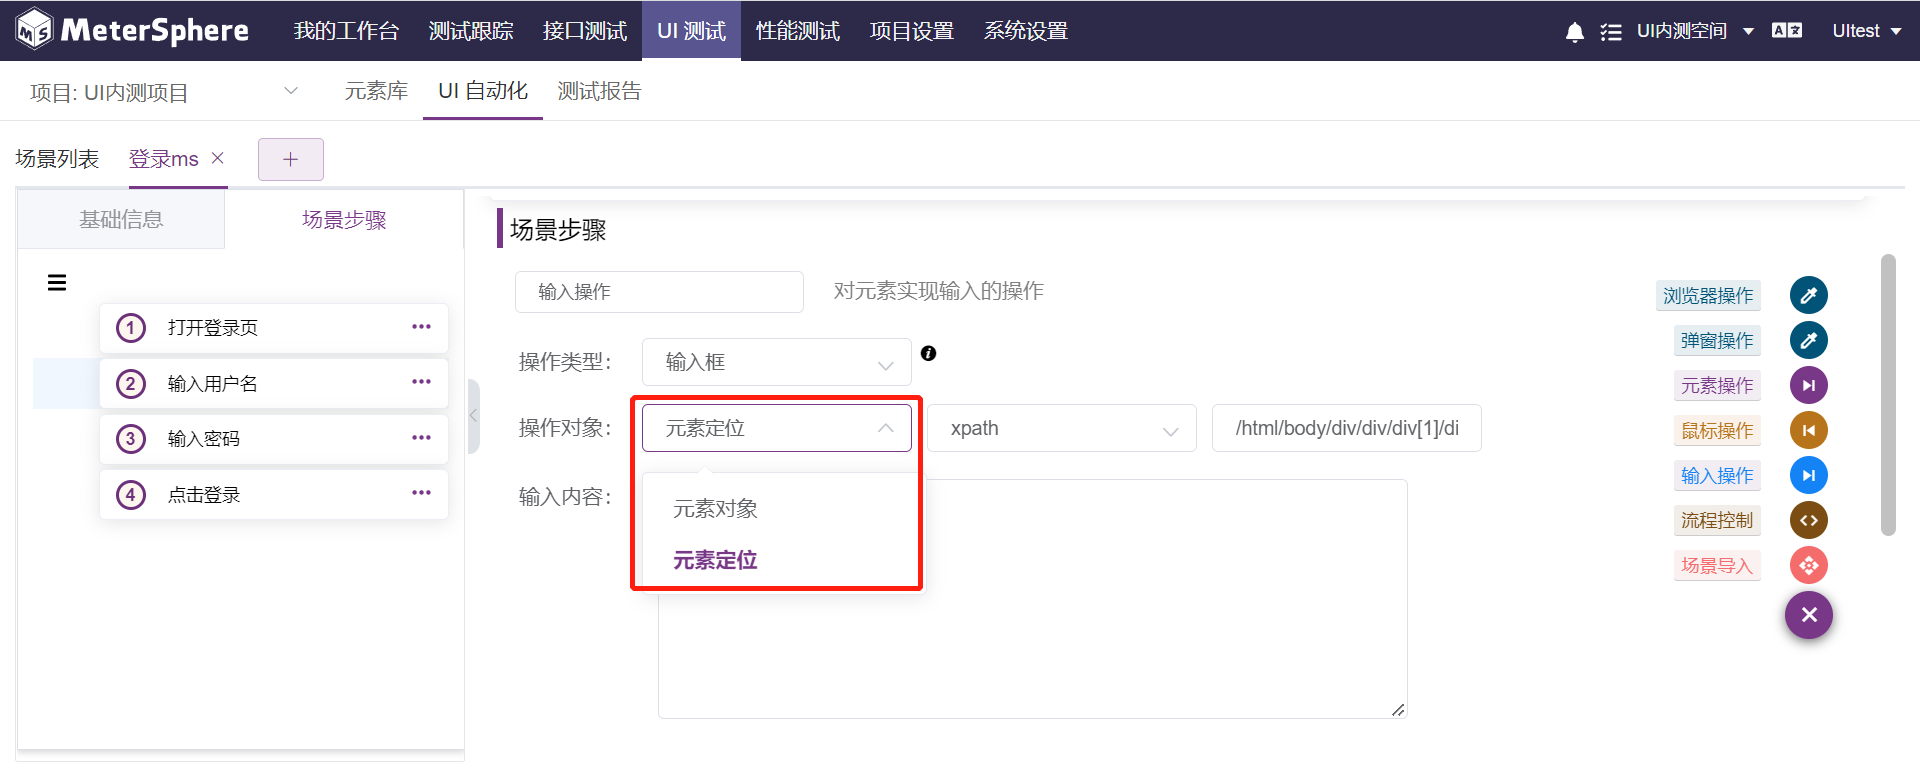 MeterSphere 我的工作台 测试跟踪 接口测试 UI 测试 性能测试 项目设置 系统设置 UI内测空间 UItest
项目: UI内测项目 元素库 UI 自动化 测试报告
场景列表 登录ms
基础信息 场景步骤
1 打开登录页
2 输入用户名
3 输入密码
4 点击登录
场景步骤
输入操作 对元素实现输入的操作
操作类型: 输入框
操作对象: 元素定位 xpath /html/body/div/div/div[1]/di
元素对象
元素定位
输入内容:
浏览器操作
弹窗操作
元素操作
鼠标操作
输入操作
流程控制
场景导入